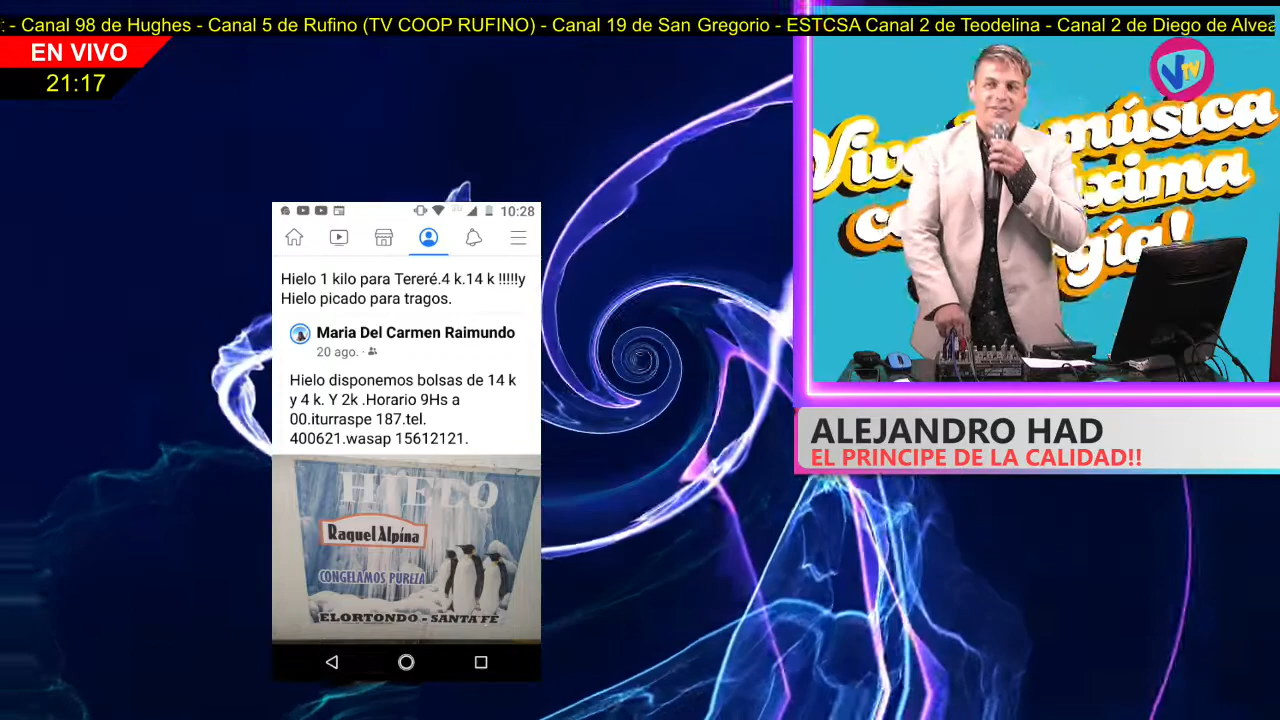 : - Canal 98 de Hughes - Canal 5 de Rufino (TV COOP RUFINO) - Canal 19 de San Gregorio - ESTCSA Canal 2 de Teodelina - Canal 2 de Diego de Alvea
EN VIVO
21:17
10:28
Hielo 1 kilo para Tereré.4 k.14 k !!!!!y
Hielo picado para tragos.
Maria Del Carmen Raimundo
20 ago. ·
Hielo disponemos bolsas de 14 k
y 4 k. Y 2k .Horario 9Hs a
00.iturraspe 187.tel.
400621.wasap 15612121.
HIELO
Raquel Alpína
CONGELAMOS PUREZA
ELORTONDO - SANTA FÉ
VTV
música
ALEJANDRO HAD
EL PRINCIPE DE LA CALIDAD!!